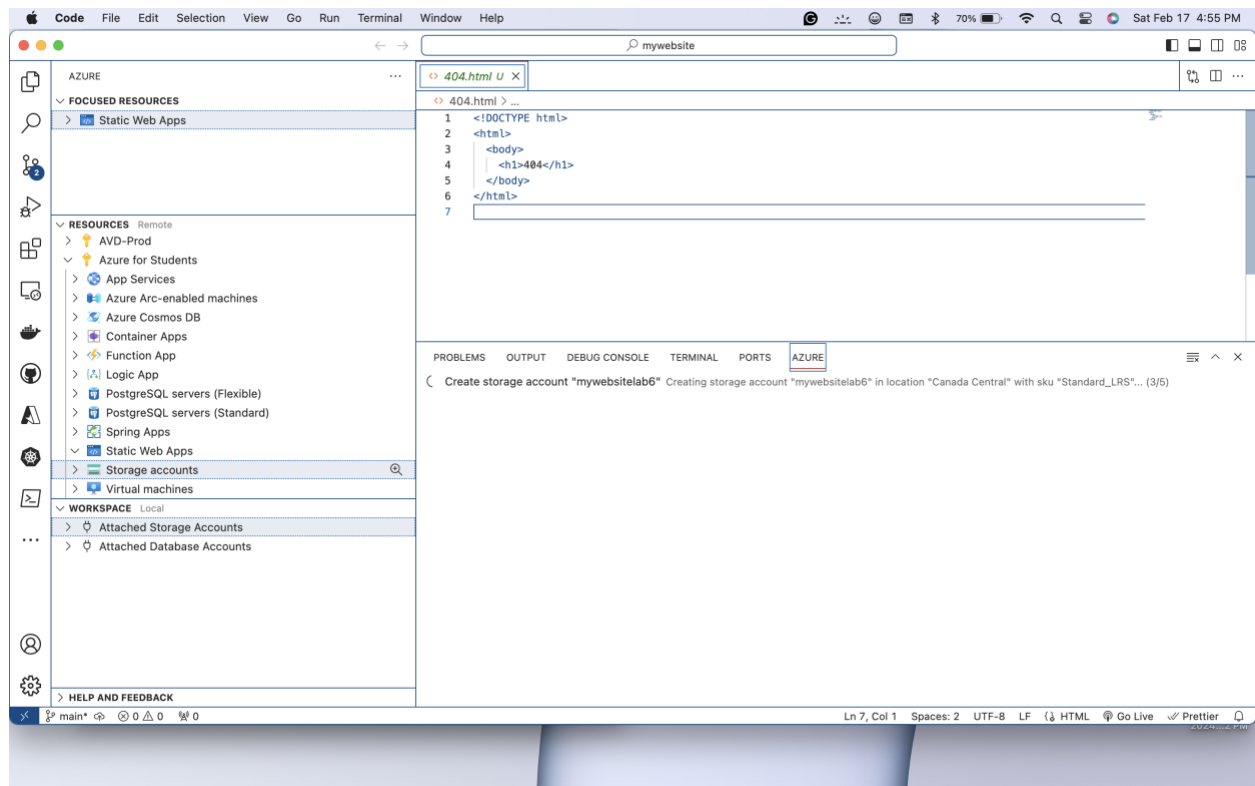 Code File Edit Selection View Go Run Terminal Window Help 70% Sat Feb 17 4:55 PM
mywebsite
AZURE
FOCUSED RESOURCES
Static Web Apps
RESOURCES Remote
AVD-Prod
Azure for Students
App Services
Azure Arc-enabled machines
Azure Cosmos DB
Container Apps
Function App
Logic App
PostgreSQL servers (Flexible)
PostgreSQL servers (Standard)
Spring Apps
Static Web Apps
Storage accounts
Virtual machines
WORKSPACE Local
Attached Storage Accounts
Attached Database Accounts
HELP AND FEEDBACK
2
404.html U
404.html > ...
1 <!DOCTYPE html>
2 <html>
3 <body>
4 <h1>404</h1>
5 </body>
6 </html>
7
PROBLEMS OUTPUT DEBUG CONSOLE TERMINAL PORTS AZURE
Create storage account "mywebsitelab6" Creating storage account "mywebsitelab6" in location "Canada Central" with sku "Standard_LRS"... (3/5)
main* 0 0 0 Ln 7, Col 1 Spaces: 2 UTF-8 LF HTML Go Live Prettier